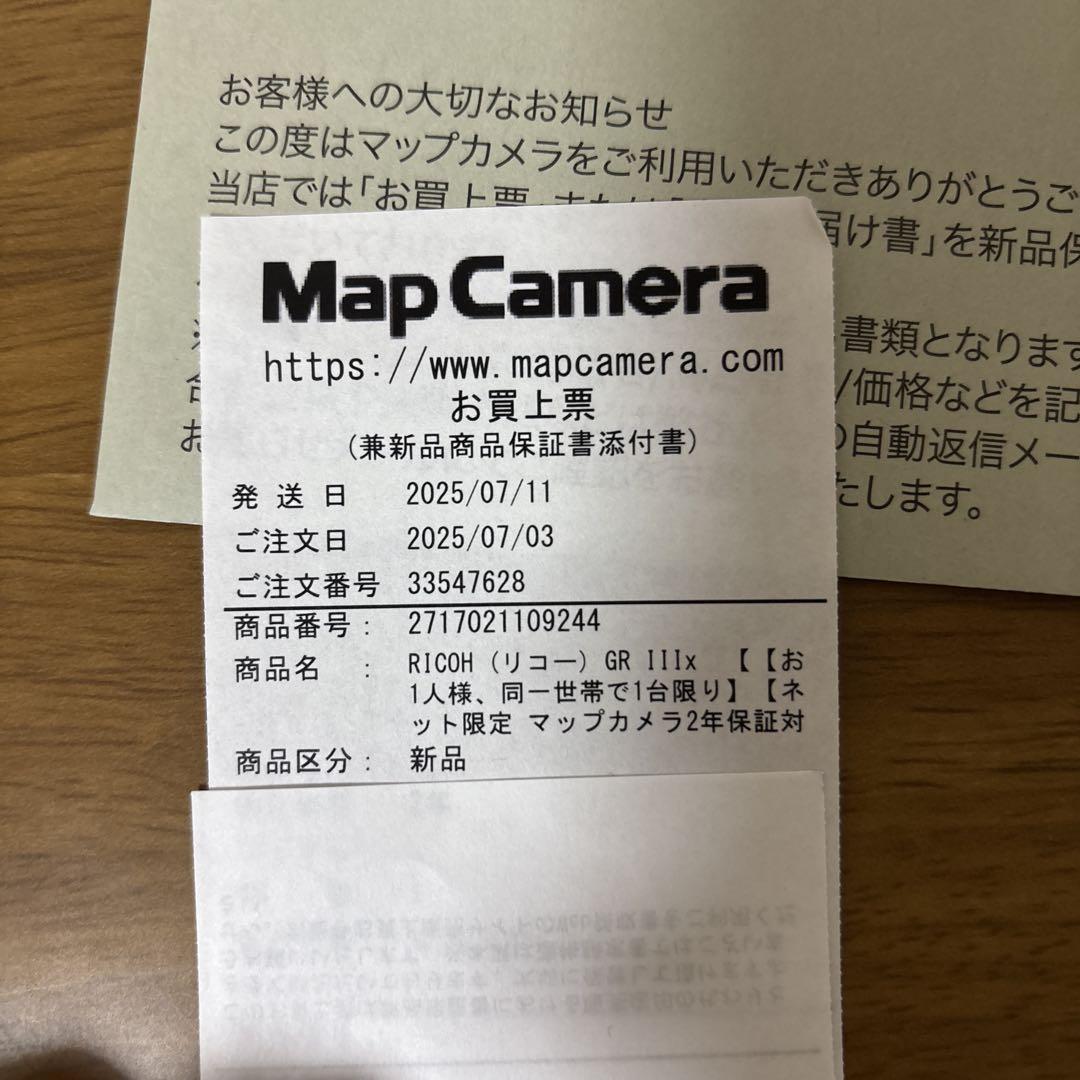 お客様への大切なお知らせ
この度はマップカメラをご利用いただきありがとうご
当店では「お買上票
届け書」を新品保
書類となります
/価格などを記
自動返信メー
たします。
Map Camera
https://www.mapcamera.com
お買上票
(兼新品商品保証書添付書)
発送日 2025/07/11
ご注文日 2025/07/03
ご注文番号 33547628
商品番号: 2717021109244
商品名 : RICOH (リコー) GR IIIx 【【お
1人様、同一世帯で1台限り】【ネ
ット限定 マップカメラ2年保証対
商品区分: 新品